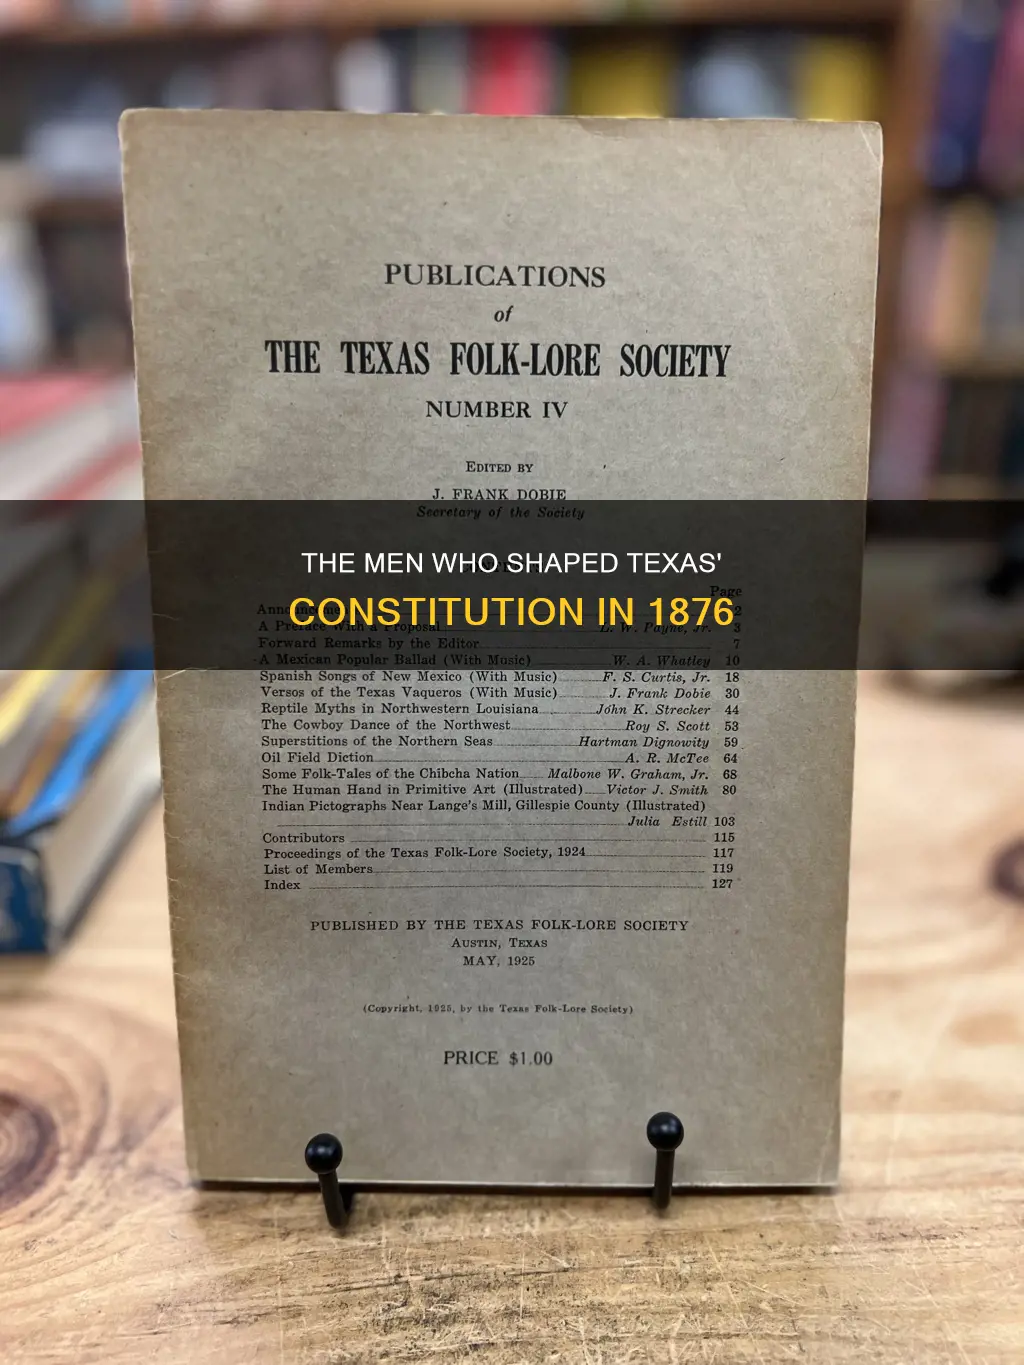 PUBLICATIONS
of
THE TEXAS FOLK-LORE SOCIETY
NUMBER IV
EDITED BY
J. FRANK DOBIE
Secretary of the Society
THE MEN WHO SHAPED TEXAS'
CONSTITUTION IN 1876
Page
Announcement 2
A Preface With a Proposal L. W. Payne, Jr. 3
Forward Remarks by the Editor 7
A Mexican Popular Ballad (With Music) W. A. Whatley 10
Spanish Songs of New Mexico (With Music) F. S. Curtis, Jr. 18
Versos of the Texas Vaqueros (With Music) J. Frank Dobie 30
Reptile Myths in Northwestern Louisiana John K. Strecker 44
The Cowboy Dance of the Northwest Roy S. Scott 53
Superstitions of the Northern Seas Hartman Dignowity 59
Oil Field Diction A. R. McTee 64
Some Folk-Tales of the Chibcha Nation Malbone W. Graham, Jr. 68
The Human Hand in Primitive Art (Illustrated) Victor J. Smith 80
Indian Pictographs Near Lange's Mill, Gillespie County (Illustrated)
Julia Estill 103
Contributors 115
Proceedings of the Texas Folk-Lore Society, 1924 117
List of Members 119
Index 127
PUBLISHED BY THE TEXAS FOLK-LORE SOCIETY
AUSTIN, TEXAS
MAY, 1925
(Copyright, 1925, by the Texas Folk-Lore Society)
PRICE $1.00